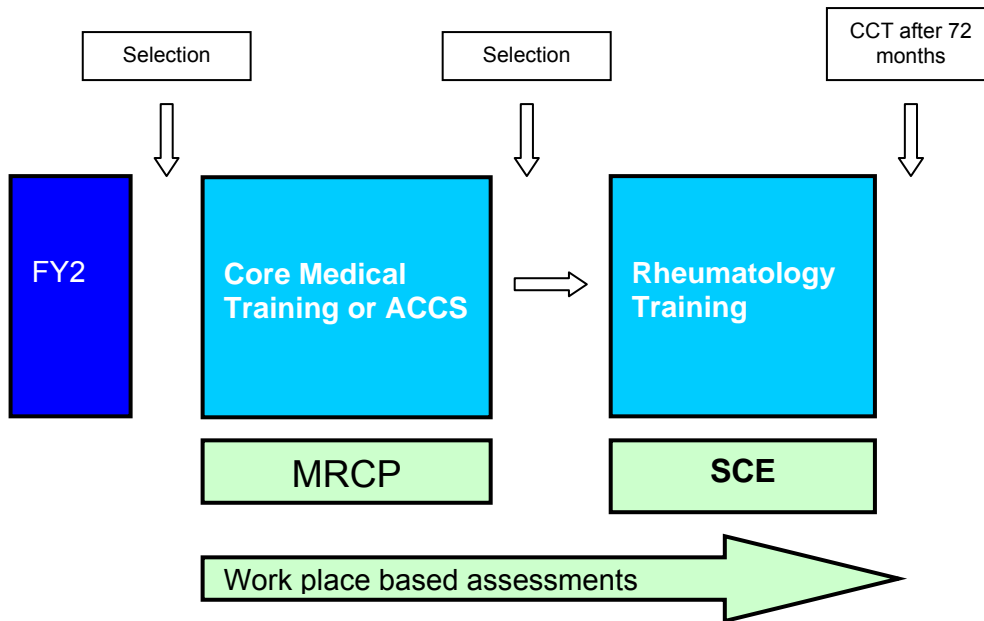 Selection
Selection
CCT after 72
months
FY2
Core Medical
Training or ACCS
Rheumatology
Training
MRCP
SCE
Work place based assessments